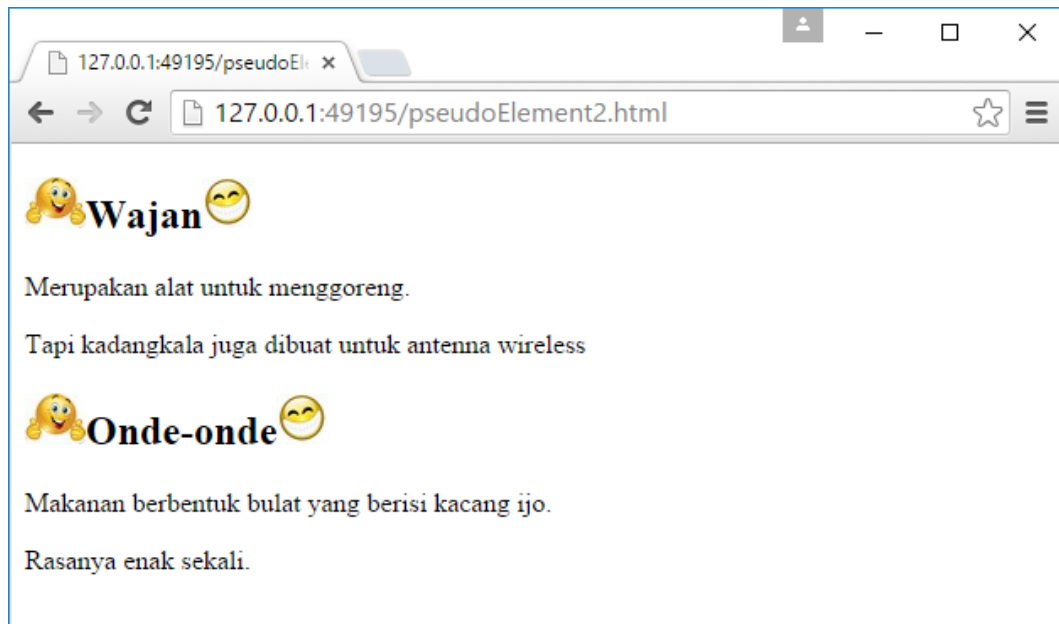 127.0.0.1:49195/pseudoEle
127.0.0.1:49195/pseudoElement2.html
Wajan
Merupakan alat untuk menggoreng.
Tapi kadangkala juga dibuat untuk antenna wireless
Onde-onde
Makanan berbentuk bulat yang berisi kacang ijo.
Rasanya enak sekali.